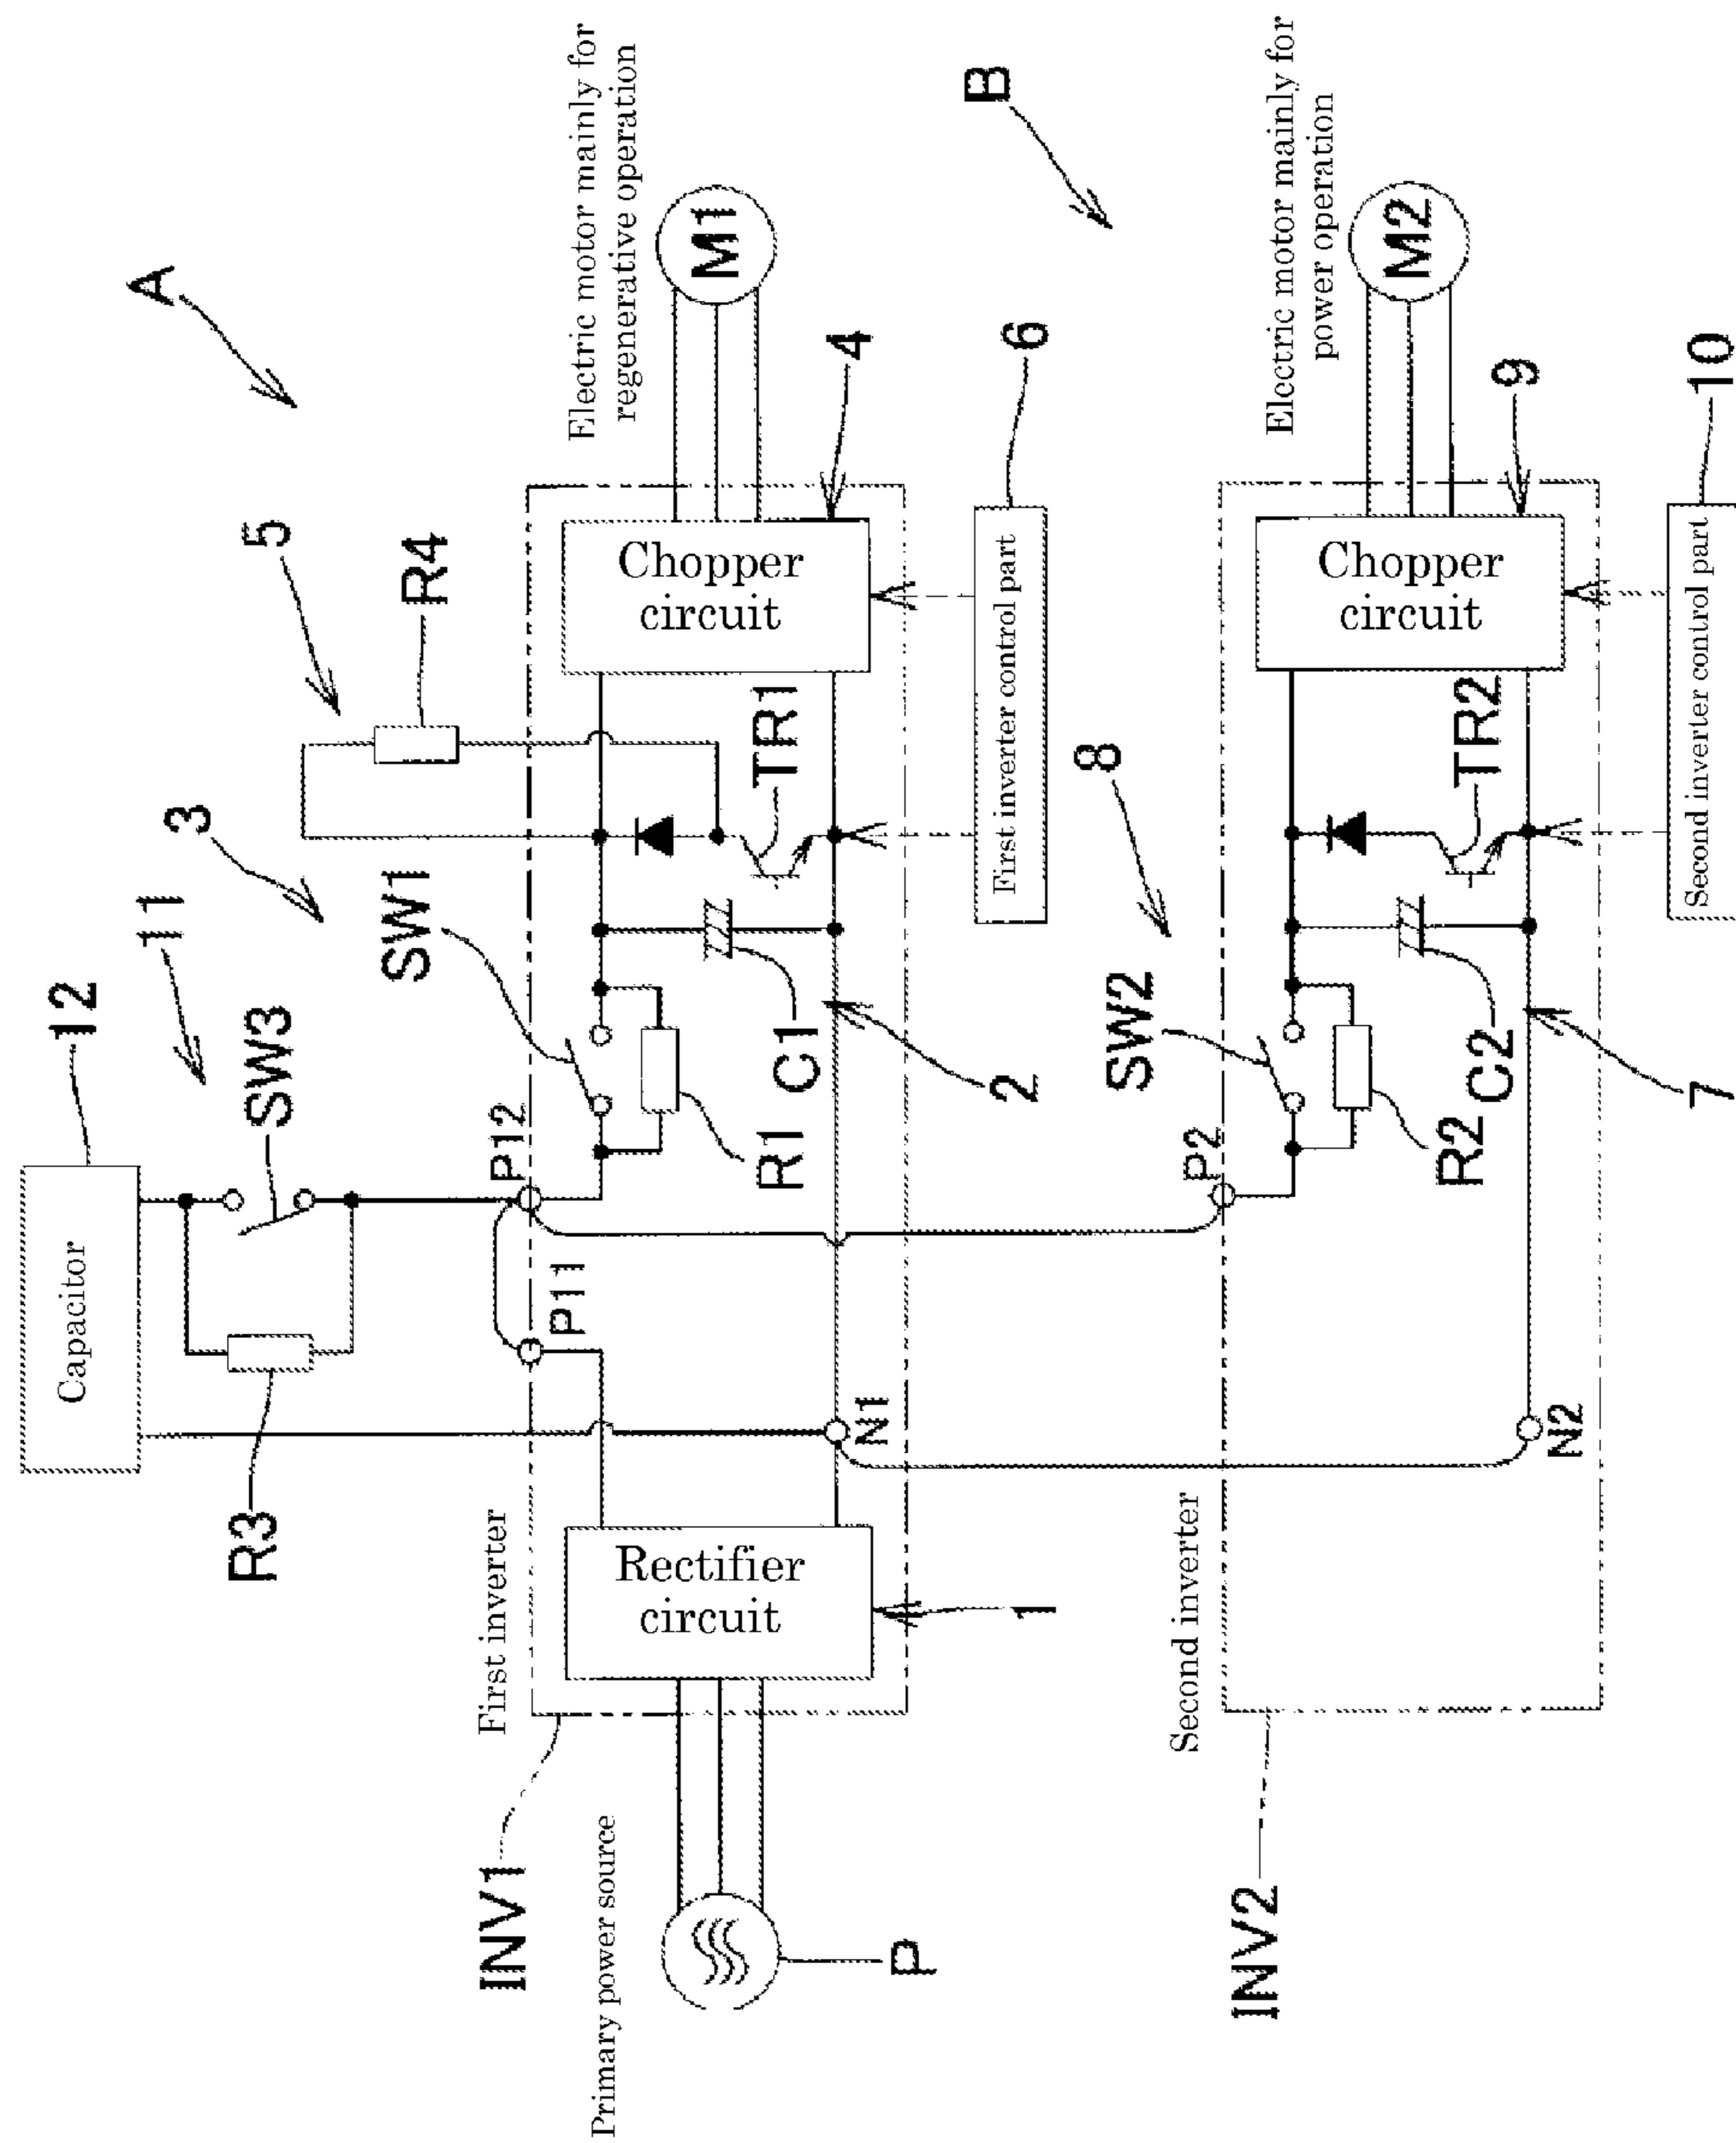 A
B
5
R4
3
11
12
SW3
SW1
Capacitor
R3
P12
P11
R1
C1
2
TR1
First inverter
INV1
Primary power source
P
Rectifier
circuit
1
N1
Chopper
circuit
4
Electric motor mainly for
regenerative operation
M1
First inverter control part
6
8
SW2
P2
R2
C2
7
TR2
Second inverter
INV2
N2
Chopper
circuit
9
Electric motor mainly for
power operation
M2
Second inverter control part
10